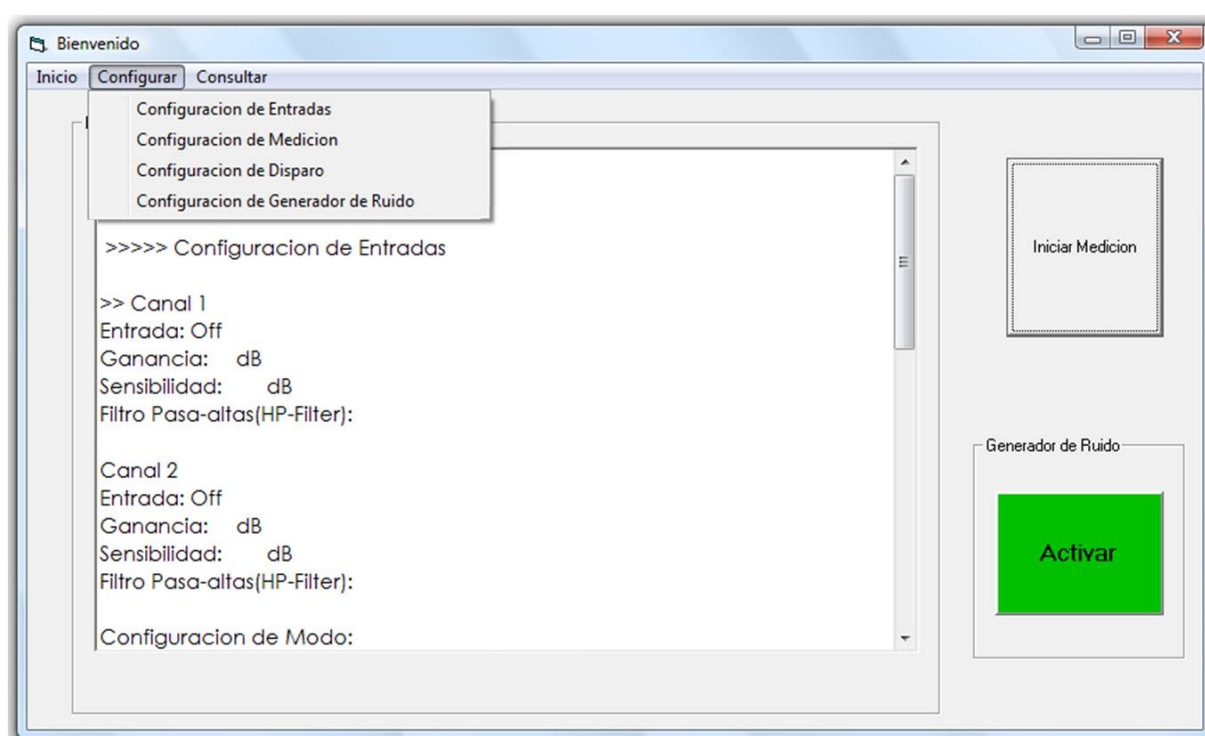 Bienvenido
Inicio Configurar Consultar
Configuracion de Entradas
Configuracion de Medicion
Configuracion de Disparo
Configuracion de Generador de Ruido
>>>>> Configuracion de Entradas
>> Canal 1
Entrada: Off
Ganancia: dB
Sensibilidad: dB
Filtro Pasa-altas(HP-Filter):
Canal 2
Entrada: Off
Ganancia: dB
Sensibilidad: dB
Filtro Pasa-altas(HP-Filter):
Configuracion de Modo:
Iniciar Medicion
Generador de Ruido
Activar